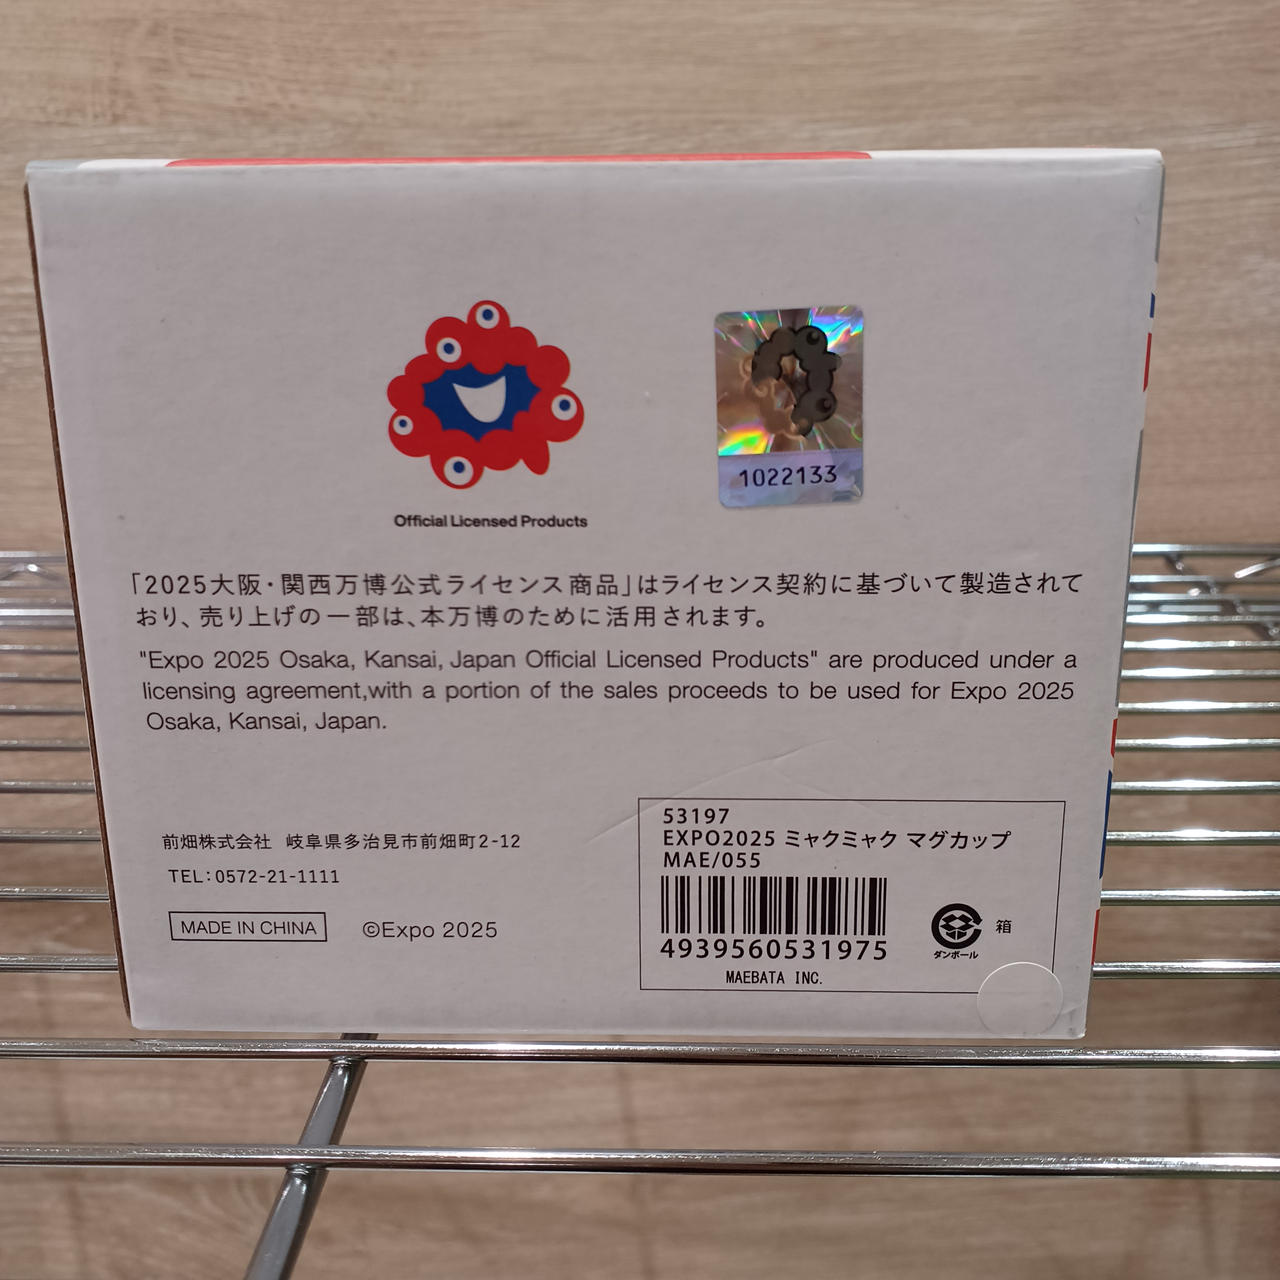 Official Licensed Products
1022133
「2025大阪・関西万博公式ライセンス商品」はライセンス契約に基づいて製造されて
おり、売り上げの一部は、本万博のために活用されます。
"Expo 2025 Osaka, Kansai, Japan Official Licensed Products" are produced under a
licensing agreement,with a portion of the sales proceeds to be used for Expo 2025
Osaka, Kansai, Japan.
前畑株式会社 岐阜県多治見市前畑町2-12
TEL:0572-21-1111
MADE IN CHINA
©Expo 2025
53197
EXPO2025 ミャクミャク マグカップ
MAE/055
4939560531975
MAEBATA INC.
ダンボール
箱